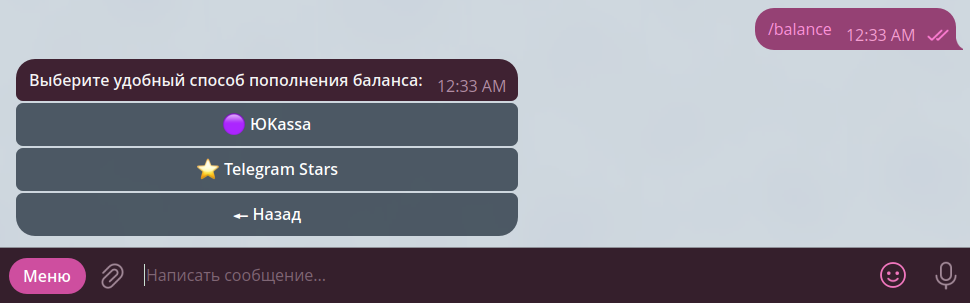 /balance 12:33 AM
Выберите удобный способ пополнения баланса: 12:33 AM
ЮKassa
Telegram Stars
← Назад
Меню Написать сообщение...